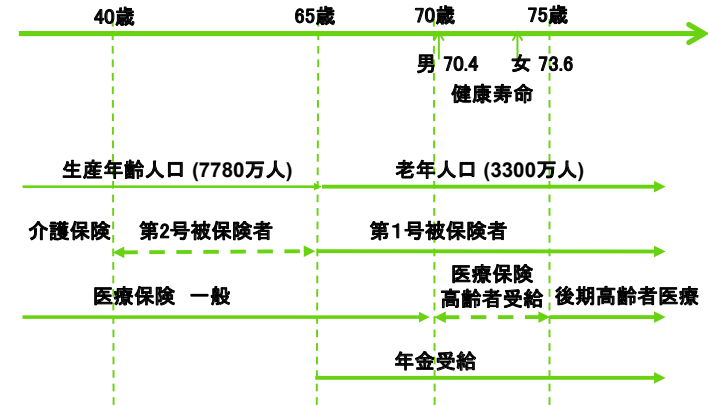 40歳
65歳
70歳
75歳
男 70.4
女 73.6
健康寿命
生産年齢人口 (7780万人)
老年人口 (3300万人)
介護保険
第2号被保険者
第1号被保険者
医療保険 一般
医療保険
高齢者受給
後期高齢者医療
年金受給